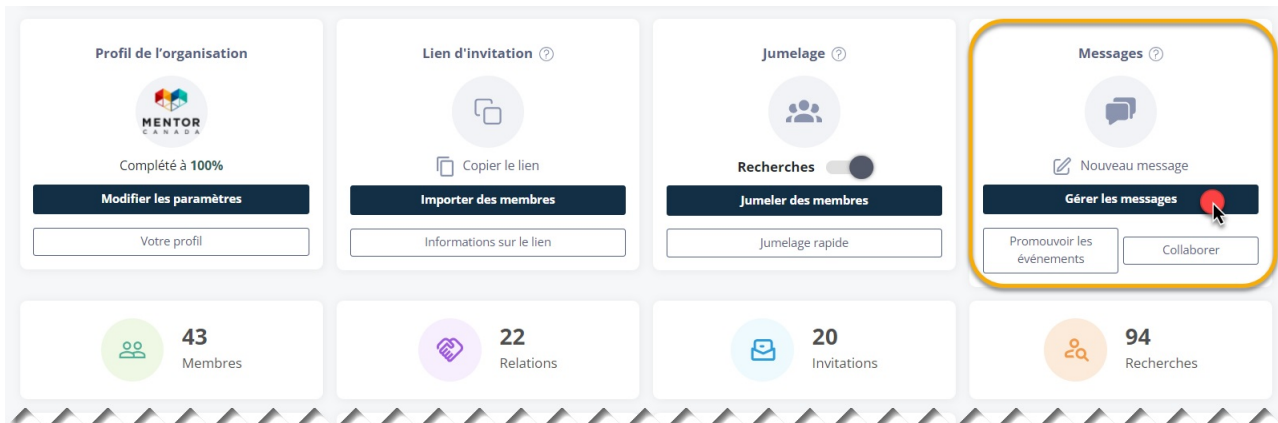 Profil de l’organisation
MENTOR
CANADA
Complété à 100%
Modifier les paramètres
Votre profil
Lien d'invitation ?
Copier le lien
Importer des membres
Informations sur le lien
Jumelage ?
Recherches
Jumeler des membres
Jumelage rapide
Messages ?
Nouveau message
Gérer les messages
Promouvoir les
événements
Collaborer
43
Membres
22
Relations
20
Invitations
94
Recherches